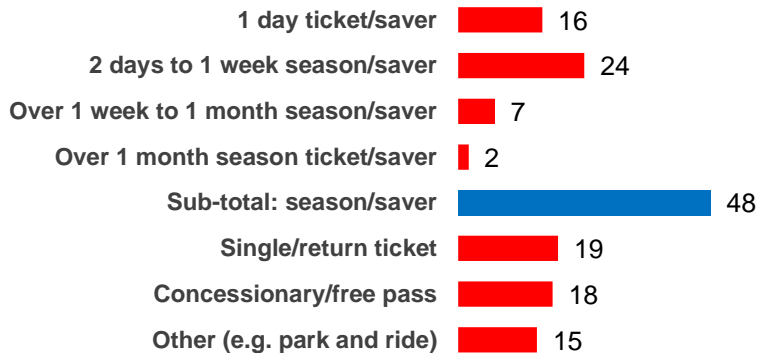 1 day ticket/saver 16
2 days to 1 week season/saver 24
Over 1 week to 1 month season/saver 7
Over 1 month season ticket/saver 2
Sub-total: season/saver 48
Single/return ticket 19
Concessionary/free pass 18
Other (e.g. park and ride) 15